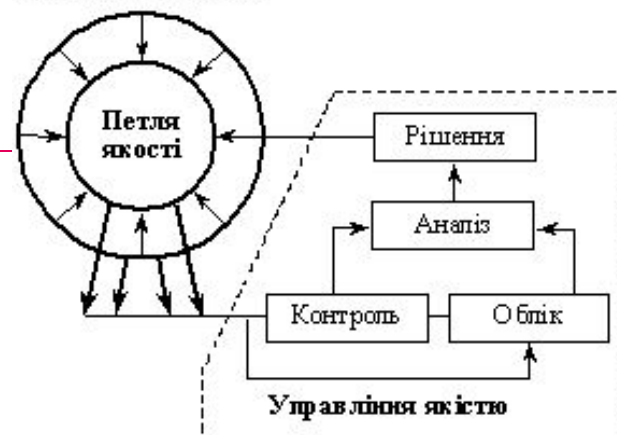 Петля
якості
Рішення
Аналіз
Контроль
Облік
Управління якістю